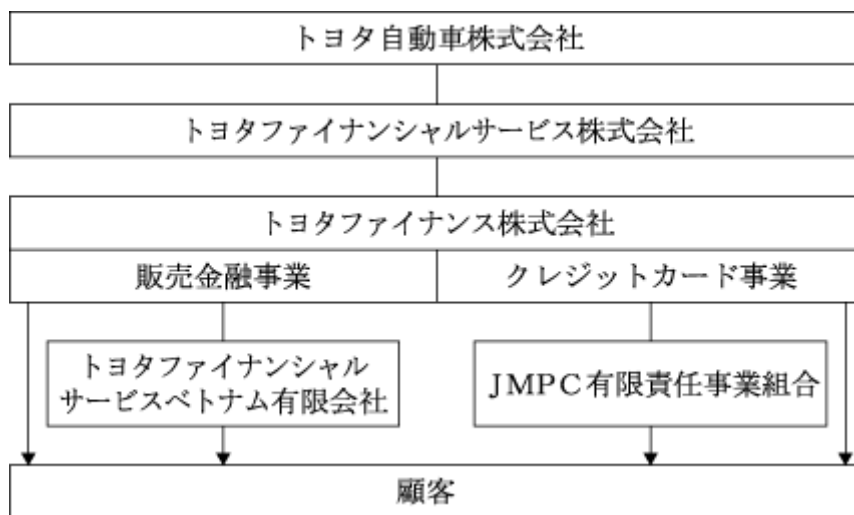 トヨタ自動車株式会社
トヨタファイナンシャルサービス株式会社
トヨタファイナンス株式会社
販売金融事業
クレジットカード事業
トヨタファイナンシャル
サービスベトナム有限会社
JMPC有限責任事業組合
顧客